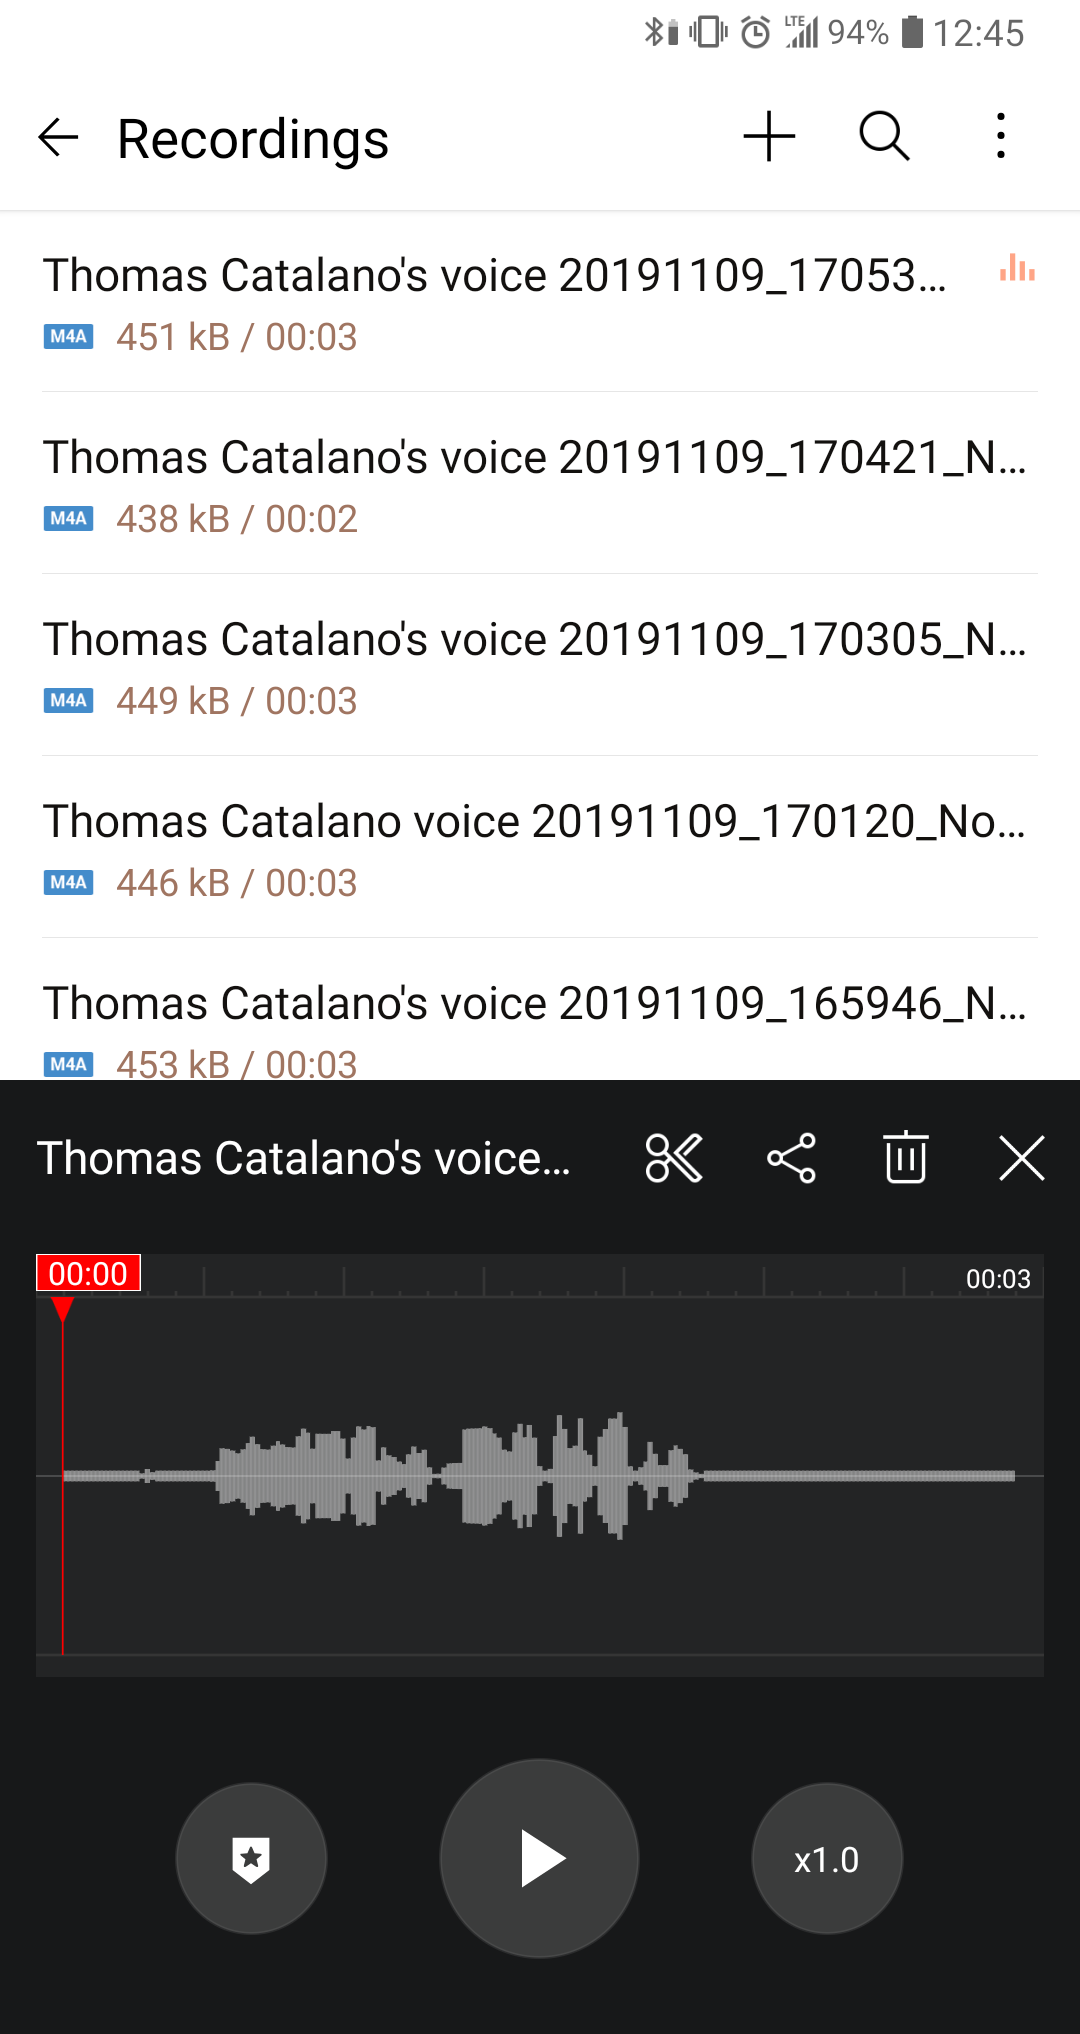 LTE 94% 12:45
Recordings
Thomas Catalano's voice 20191109_17053...
M4A 451 kB / 00:03
Thomas Catalano's voice 20191109_170421_N...
M4A 438 kB / 00:02
Thomas Catalano's voice 20191109_170305_N...
M4A 449 kB / 00:03
Thomas Catalano voice 20191109_170120_No...
M4A 446 kB / 00:03
Thomas Catalano's voice 20191109_165946_N...
M4A 453 kB / 00:03
Thomas Catalano's voice...
00:00 00:03
x1.0